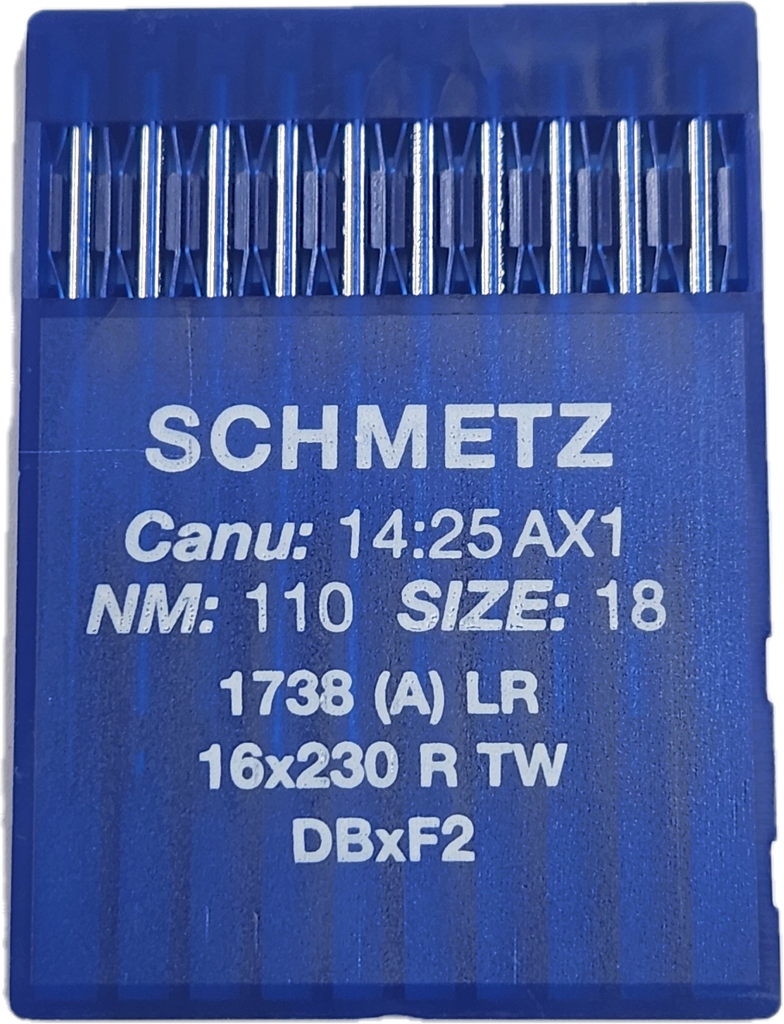 SCHMETZ
Canu: 14:25 AX1
NM: 110 SIZE: 18
1738 (A) LR
16x230 R TW
DBxF2